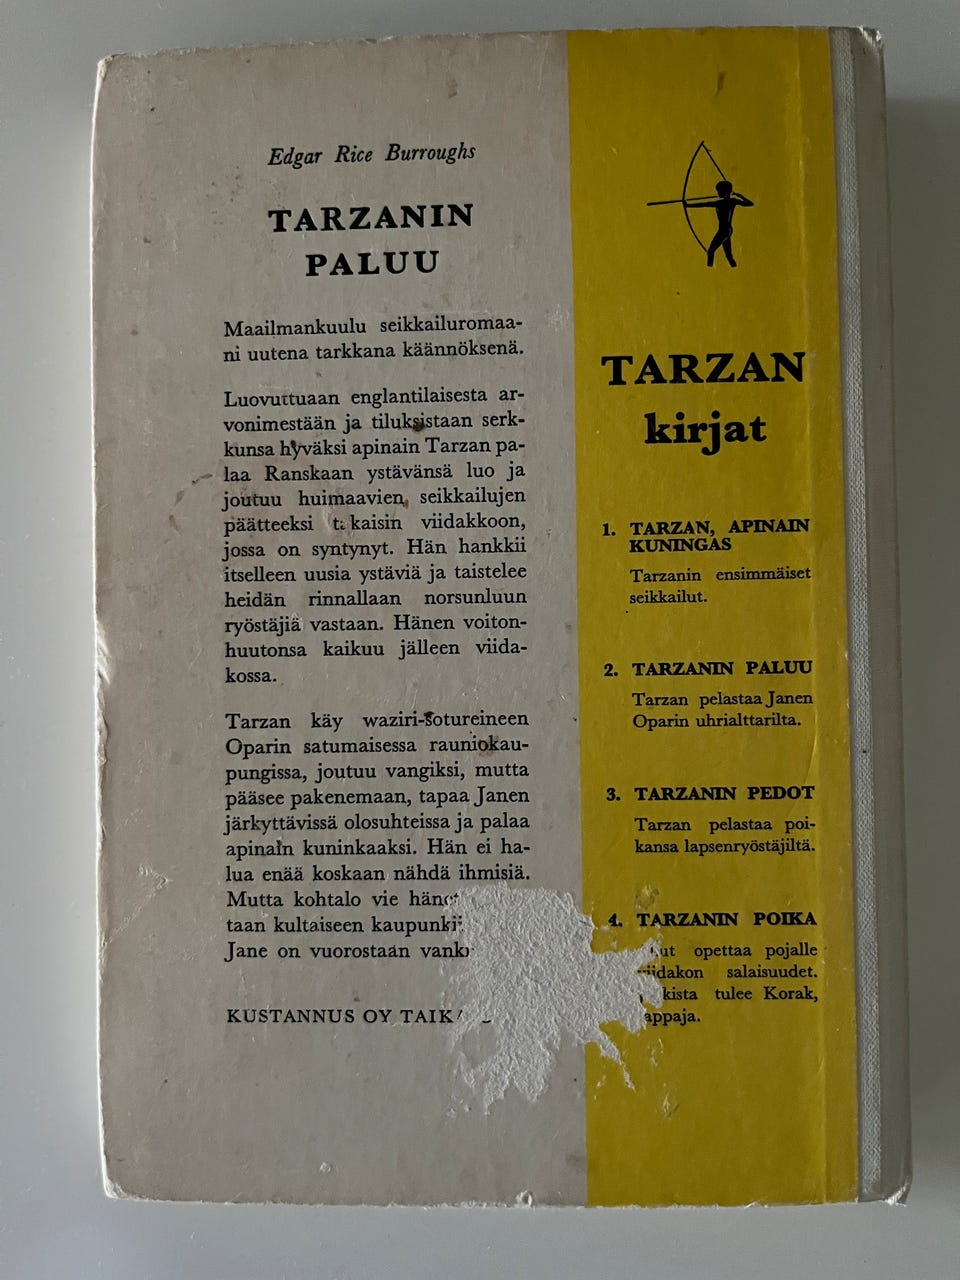 Edgar Rice Burroughs
TARZANIN
PALUU
Maailmankuulu seikkailuromaa-
ni uutena tarkkana käännöksenä.
Luovuttuaan englantilaisesta ar-
vonimestään ja tiluksistaan serk-
kunsa hyväksi apinain Tarzan pa-
laa Ranskaan ystävänsä luo ja
joutuu huimaavien seikkailujen
päätteeksi takaisin viidakkoon,
jossa on syntynyt. Hän hankkii
itselleen uusia ystäviä ja taistelee
heidän rinnallaan norsunluun
ryöstäjiä vastaan. Hänen voiton-
huutonsa kaikuu jälleen viida-
kossa.
Tarzan käy waziri-sotureineen
Oparin satumaisessa rauniokau-
pungissa, joutuu vangiksi, mutta
pääsee pakenemaan, tapaa Janen
järkyttävissä olosuhteissa ja palaa
apinain kuninkaaksi. Hän ei ha-
lua enää koskaan nähdä ihmisiä.
Mutta kohtalo vie
taan kultaiseen
Jane on vuorostaan
KUSTANNUS OY
TARZAN
kirjat
1. TARZAN, APINAIN
KUNINGAS
Tarzanin ensimmäiset
seikkailut.
2. TARZANIN PALUU
Tarzan pelastaa Janen
Oparin uhrialttarilta.
3. TARZANIN PEDOT
Tarzan pelastaa poi-
kansa lapsenryöstäjiltä.
4. TARZANIN POIKA
opettaa pojalle
viidakon salaisuudet.
tulee Korak,